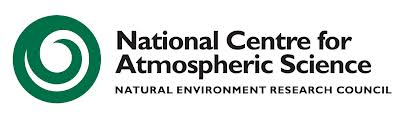 National Centre for
Atmospheric Science
NATURAL ENVIRONMENT RESEARCH COUNCIL